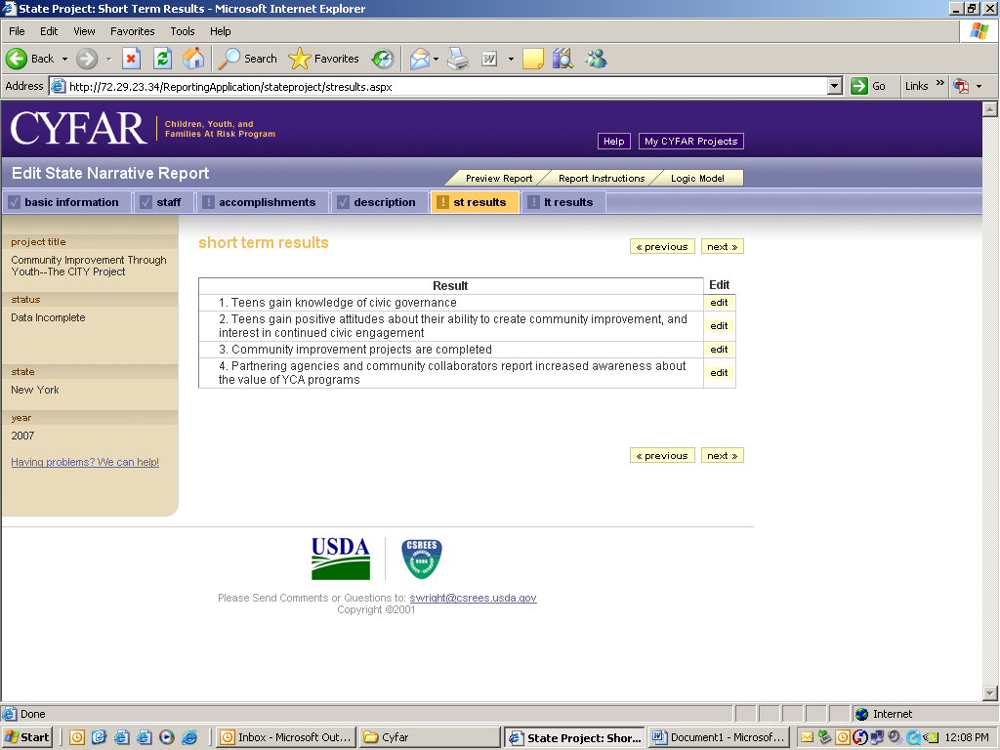 State Project: Short Term Results - Microsoft Internet Explorer
File Edit View Favorites Tools Help
Back Search Favorites
Address http://72.29.23.34/ReportingApplication/stateproject/stresults.aspx Go Links »
CYFAR Children, Youth, and
Families At Risk Program
Help My CYFAR Projects
Edit State Narrative Report
Preview Report Report Instructions Logic Model
basic information staff ! accomplishments description ! st results ! lt results
project title
Community Improvement Through
Youth--The CITY Project
status
Data Incomplete
state
New York
year
2007
Having problems? We can help!
short term results
« previous next »
Result Edit
1. Teens gain knowledge of civic governance edit
2. Teens gain positive attitudes about their ability to create community improvement, and
interest in continued civic engagement edit
3. Community improvement projects are completed edit
4. Partnering agencies and community collaborators report increased awareness about
the value of YCA programs edit
« previous next »
USDA CSREES
USDA
Please Send Comments or Questions to: swright@csrees.usda.gov
Copyright ©2001
Done Internet
Start Inbox - Microsoft Out... Cyfar State Project: Shor... Document1 - Microsof... 12:08 PM